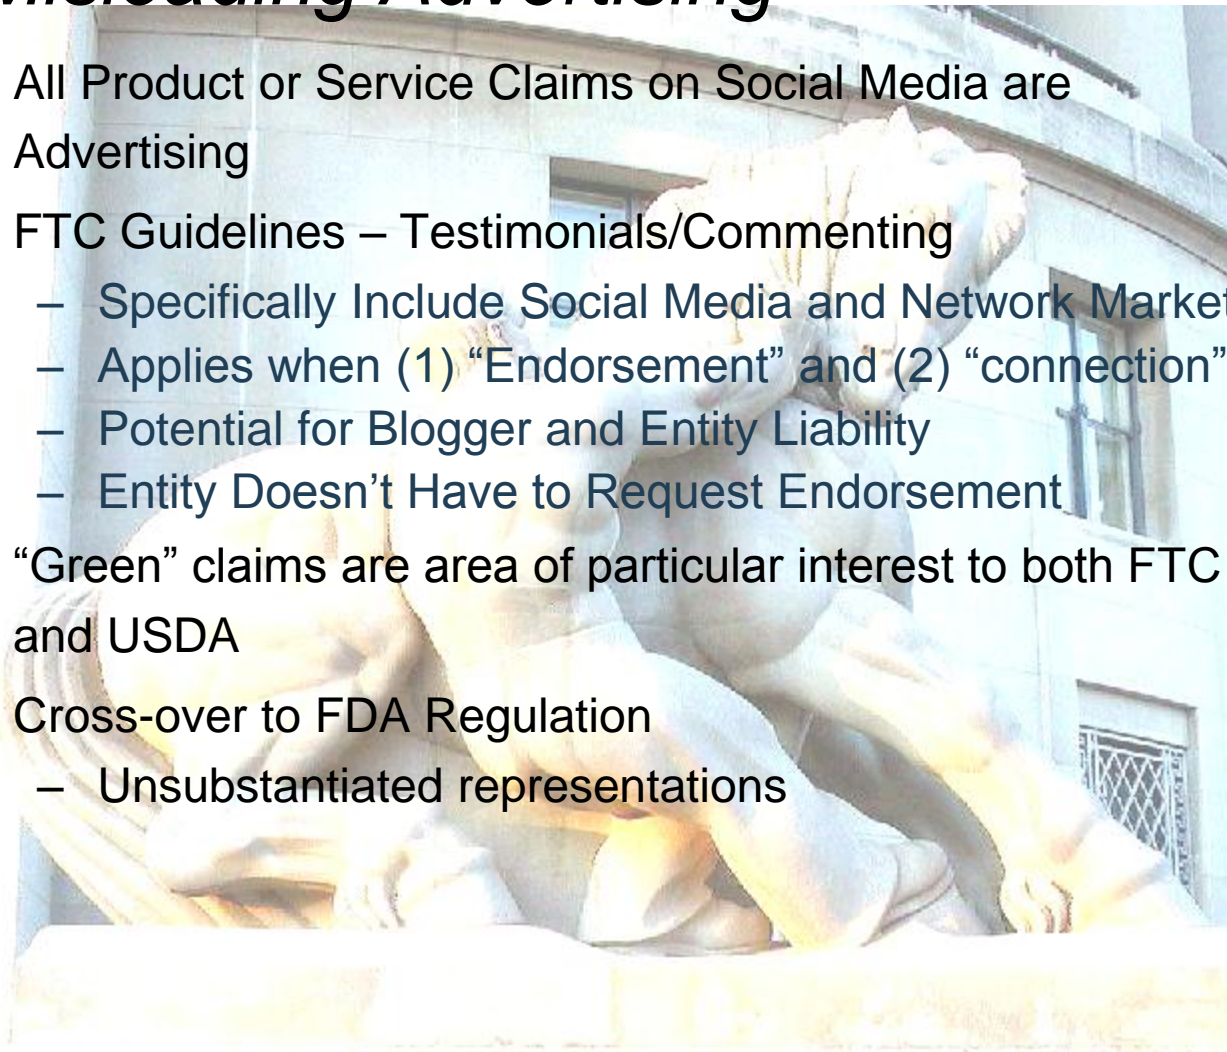 Misleading Advertising
All Product or Service Claims on Social Media are
Advertising
FTC Guidelines – Testimonials/Commenting
– Specifically Include Social Media and Network Market
– Applies when (1) “Endorsement” and (2) “connection”
– Potential for Blogger and Entity Liability
– Entity Doesn’t Have to Request Endorsement
“Green” claims are area of particular interest to both FTC
and USDA
Cross-over to FDA Regulation
– Unsubstantiated representations